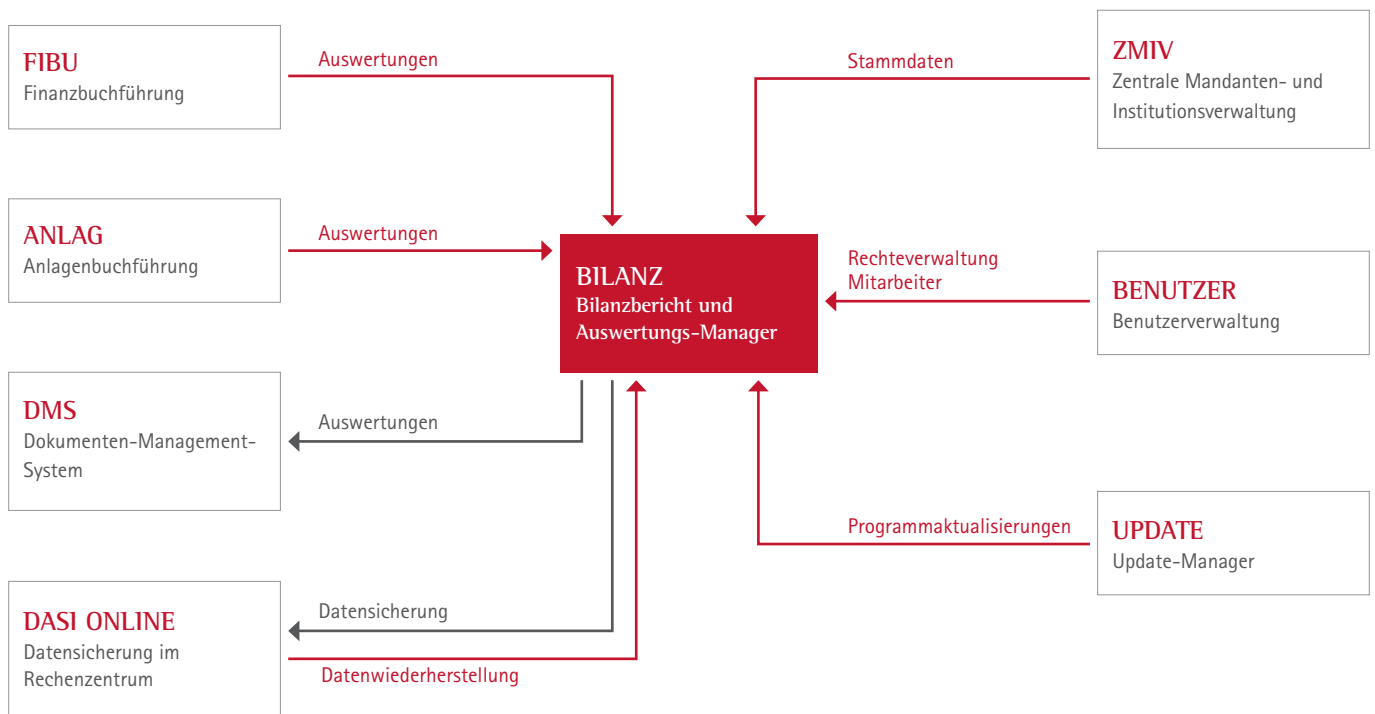 FIBU
Finanzbuchführung
Auswertungen
ANLAG
Anlagenbuchführung
Auswertungen
DMS
Dokumenten-Management-
System
Auswertungen
DASI ONLINE
Datensicherung im
Rechenzentrum
Datensicherung
Datenwiederherstellung
BILANZ
Bilanzbericht und
Auswertungs-Manager
Stammdaten
ZMIV
Zentrale Mandanten- und
Institutionsverwaltung
Rechteverwaltung
Mitarbeiter
BENUTZER
Benutzerverwaltung
Programmaktualisierungen
UPDATE
Update-Manager